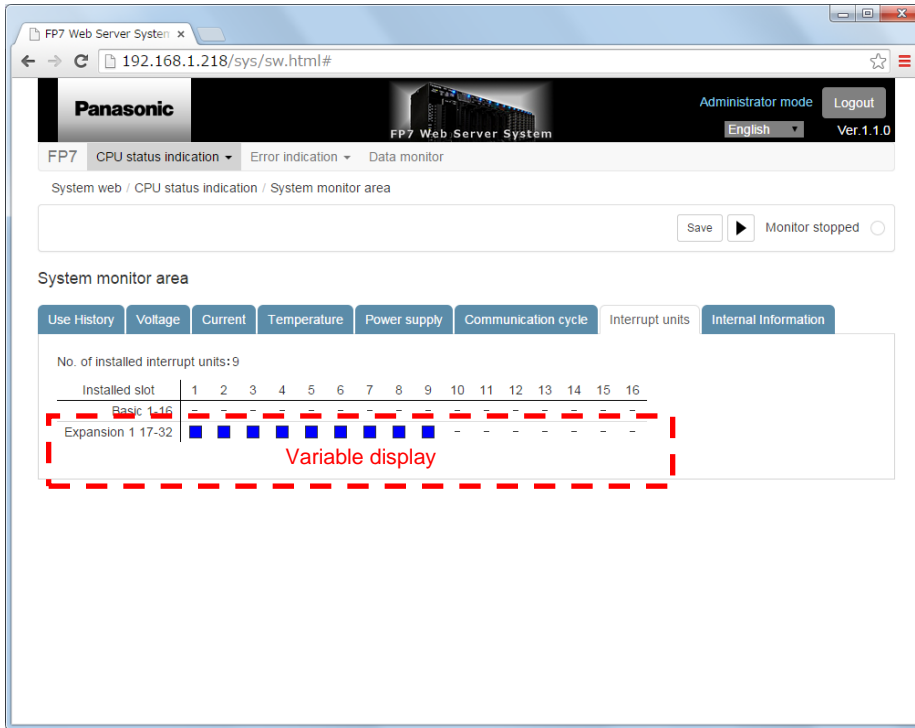 FP7 Web Server System
192.168.1.218/sys/sw.html#
Panasonic
FP7 Web Server System
Administrator mode
Logout
English
Ver.1.1.0
FP7 CPU status indication Error indication Data monitor
System web / CPU status indication / System monitor area
Save Monitor stopped
System monitor area
Use History Voltage Current Temperature Power supply Communication cycle Interrupt units Internal Information
No. of installed interrupt units:9
Installed slot 1 2 3 4 5 6 7 8 9 10 11 12 13 14 15 16
Basic 1-16 - - - - - - - - - - - - - - - -
Expansion 1 17-32 - - - - - - -
Variable display